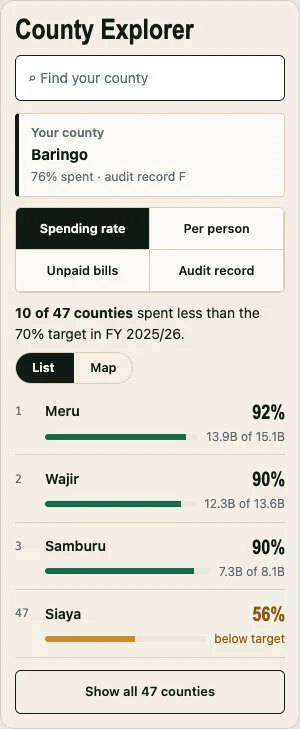 County Explorer
Find your county
Your county
Baringo
76% spent · audit record F
Spending rate
Per person
Unpaid bills
Audit record
10 of 47 counties spent less than the
70% target in FY 2025/26.
List
Map
1 Meru 92%
13.9B of 15.1B
2 Wajir 90%
12.3B of 13.6B
3 Samburu 90%
7.3B of 8.1B
47 Siaya 56%
below target
Show all 47 counties